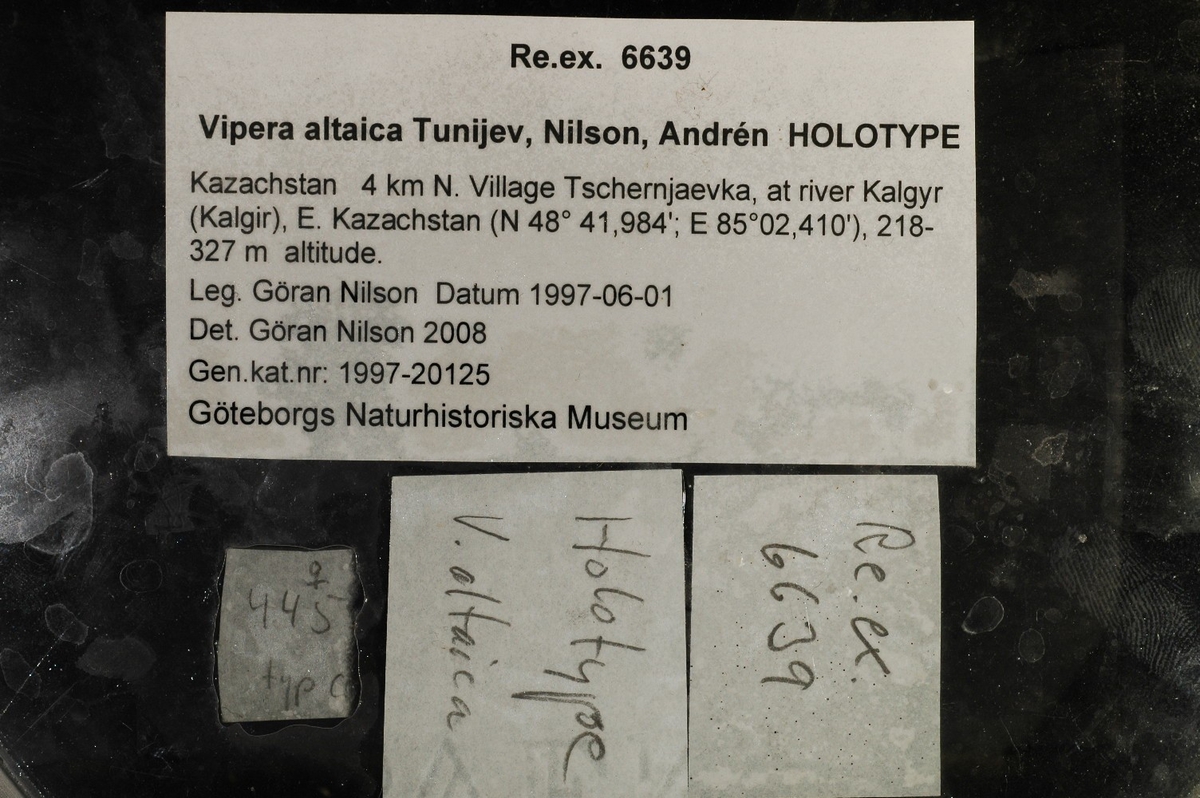 Re.ex. 6639
Vipera altaica Tunijev, Nilson, Andrén HOLOTYPE
Kazachstan 4 km N. Village Tschernjaevka, at river Kalgyr
(Kalgir), E. Kazachstan (N 48° 41,984'; E 85°02,410'), 218-
327 m altitude.
Leg. Göran Nilson Datum 1997-06-01
Det. Göran Nilson 2008
Gen.kat.nr: 1997-20125
Göteborgs Naturhistoriska Museum
♀
445
typ
Holotype
V. altaica
Re.ex.
6639